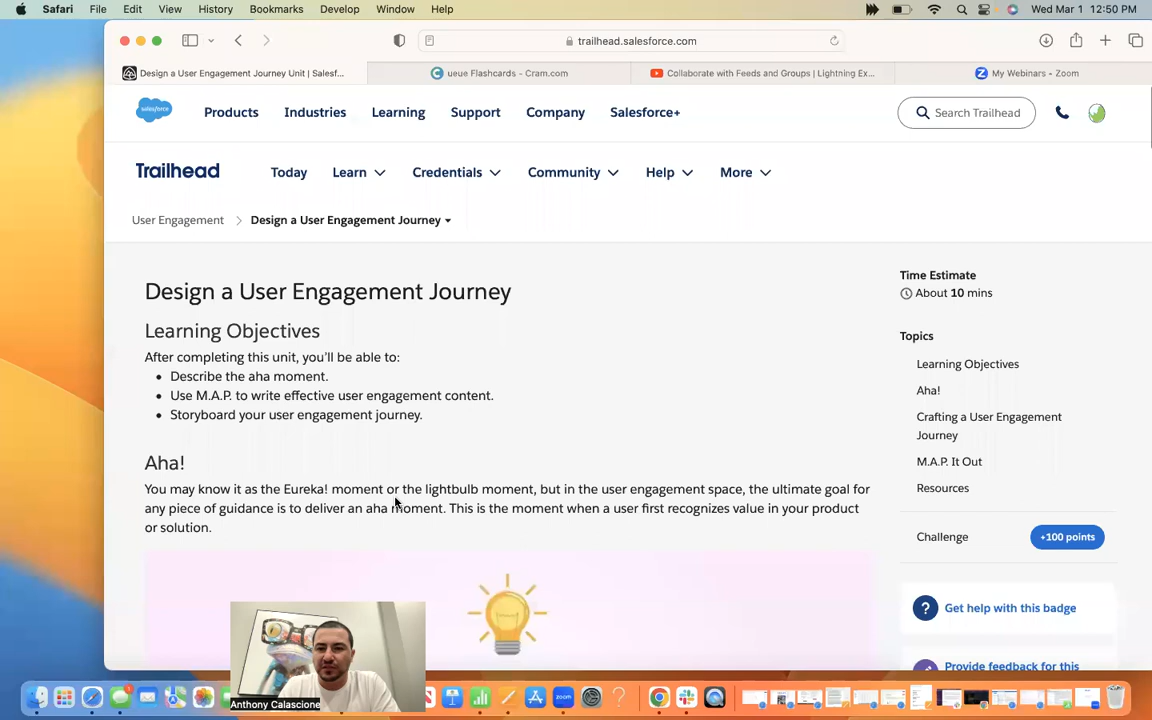 Safari File Edit View History Bookmarks Develop Window Help Wed Mar 1 12:50 PM
trailhead.salesforce.com
Design a User Engagement Journey Unit | Salesf...
ueue Flashcards - Cram.com
Collaborate with Feeds and Groups | Lightning Ex...
My Webinars - Zoom
salesforce
Products Industries Learning Support Company Salesforce+
Search Trailhead
Trailhead
Today Learn Credentials Community Help More
User Engagement
Design a User Engagement Journey
Design a User Engagement Journey
Learning Objectives
After completing this unit, you'll be able to:
• Describe the aha moment.
• Use M.A.P. to write effective user engagement content.
• Storyboard your user engagement journey.
Aha!
You may know it as the Eureka! moment or the lightbulb moment, but in the user engagement space, the ultimate goal for
any piece of guidance is to deliver an aha moment. This is the moment when a user first recognizes value in your product
or solution.
Time Estimate
About 10 mins
Topics
Learning Objectives
Aha!
Crafting a User Engagement
Journey
M.A.P. It Out
Resources
Challenge
+100 points
? Get help with this badge
Provide feedback for this
Anthony Calascione
zoom